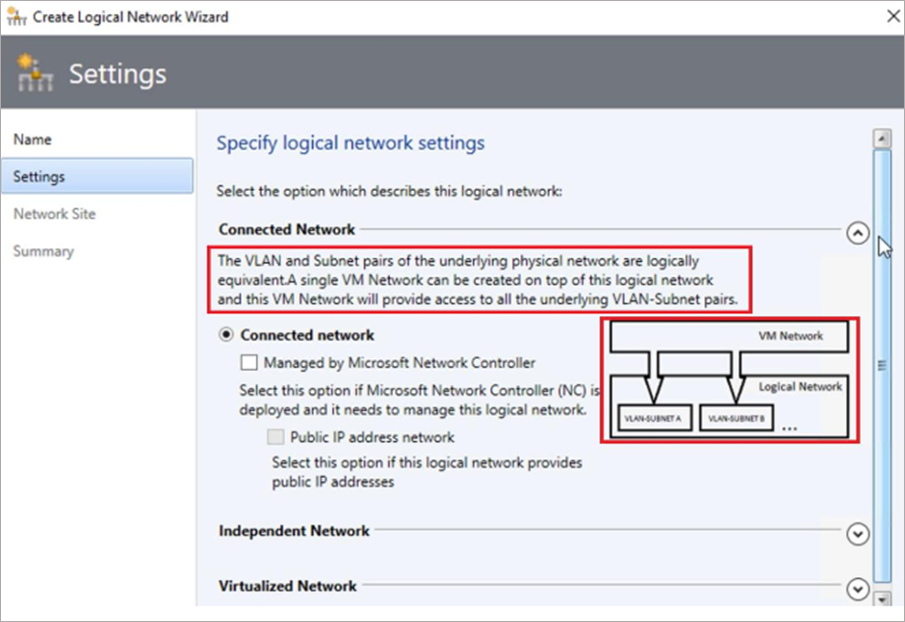 Create Logical Network Wizard
Settings
Name
Settings
Network Site
Summary
Specify logical network settings
Select the option which describes this logical network:
Connected Network
The VLAN and Subnet pairs of the underlying physical network are logically
equivalent.A single VM Network can be created on top of this logical network
and this VM Network will provide access to all the underlying VLAN-Subnet pairs.
Connected network
Managed by Microsoft Network Controller
Select this option if Microsoft Network Controller (NC) is
deployed and it needs to manage this logical network.
Public IP address network
Select this option if this logical network provides
public IP addresses
VM Network
Logical Network
VLAN-SUBNET A VLAN-SUBNET B ...
Independent Network
Virtualized Network